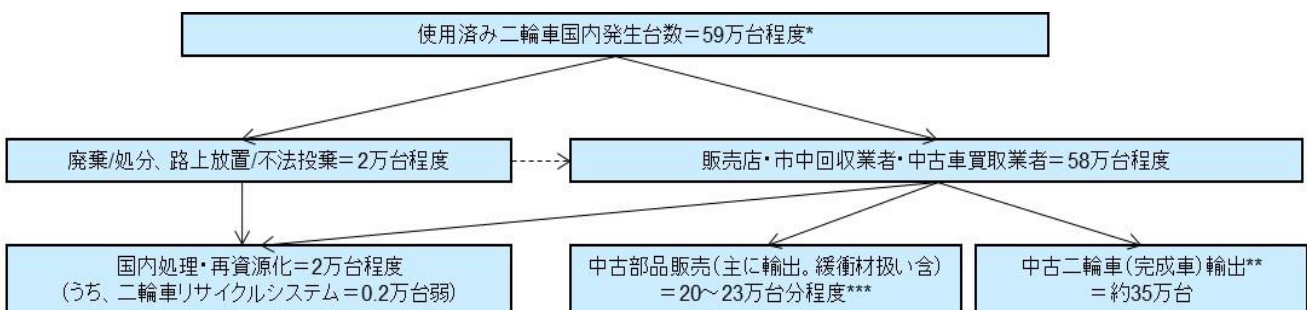 使用済み二輪車国内発生台数=59万台程度*
廃棄/処分、路上放置/不法投棄=2万台程度
販売店・市中回収業者・中古車買取業者=58万台程度
国内処理・再資源化=2万台程度
(うち、二輪車リサイクルシステム=0.2万台弱)
中古部品販売(主に輸出。緩衝材扱い含)
=20~23万台分程度***
中古二輪車(完成車)輸出**
=約35万台